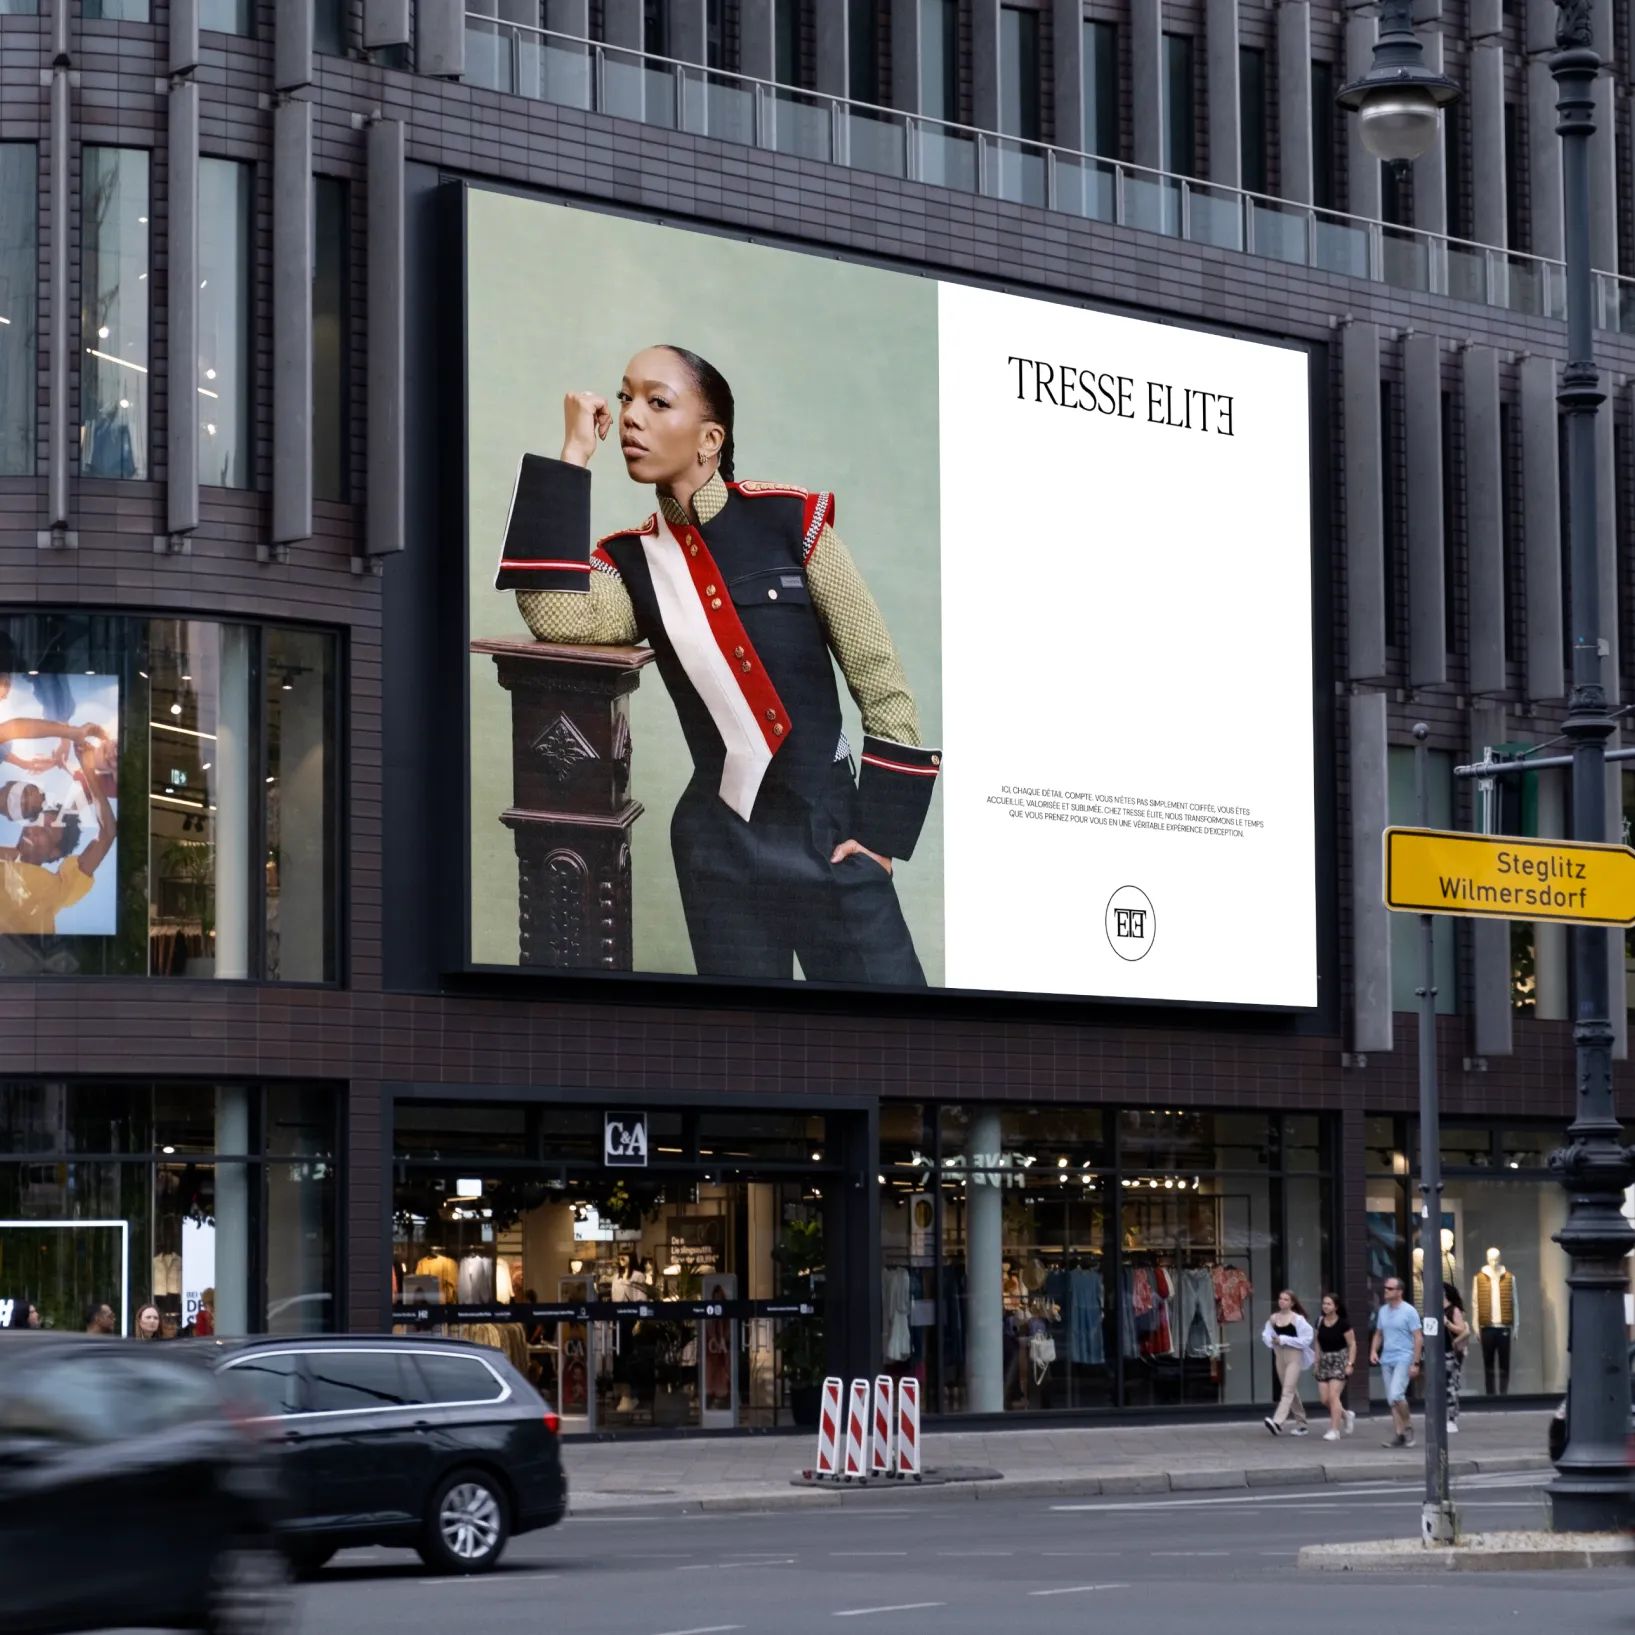 TRESSE ELITE
ICI, CHAQUE DÉTAIL COMPTE. VOUS N'ÊTES PAS SIMPLEMENT COIFFÉE, VOUS ÊTES
ACCUEILLIE, VALORISÉE ET SUBLIMÉE. CHEZ TRESSE ÉLITE, NOUS TRANSFORMONS LE TEMPS
QUE VOUS PRENEZ POUR VOUS EN UNE VÉRITABLE EXPÉRIENCE D'EXCEPTION.
Steglitz
Wilmersdorf
C&A